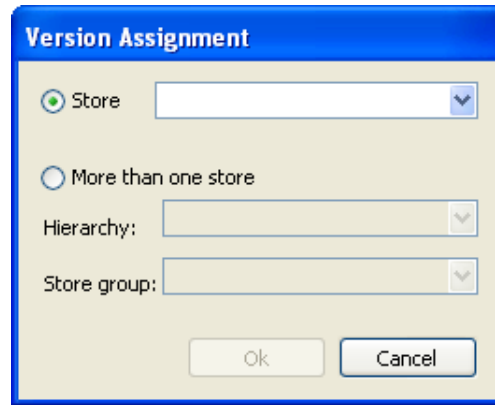 Version Assignment
Store
More than one store
Hierarchy:
Store group:
Ok Cancel